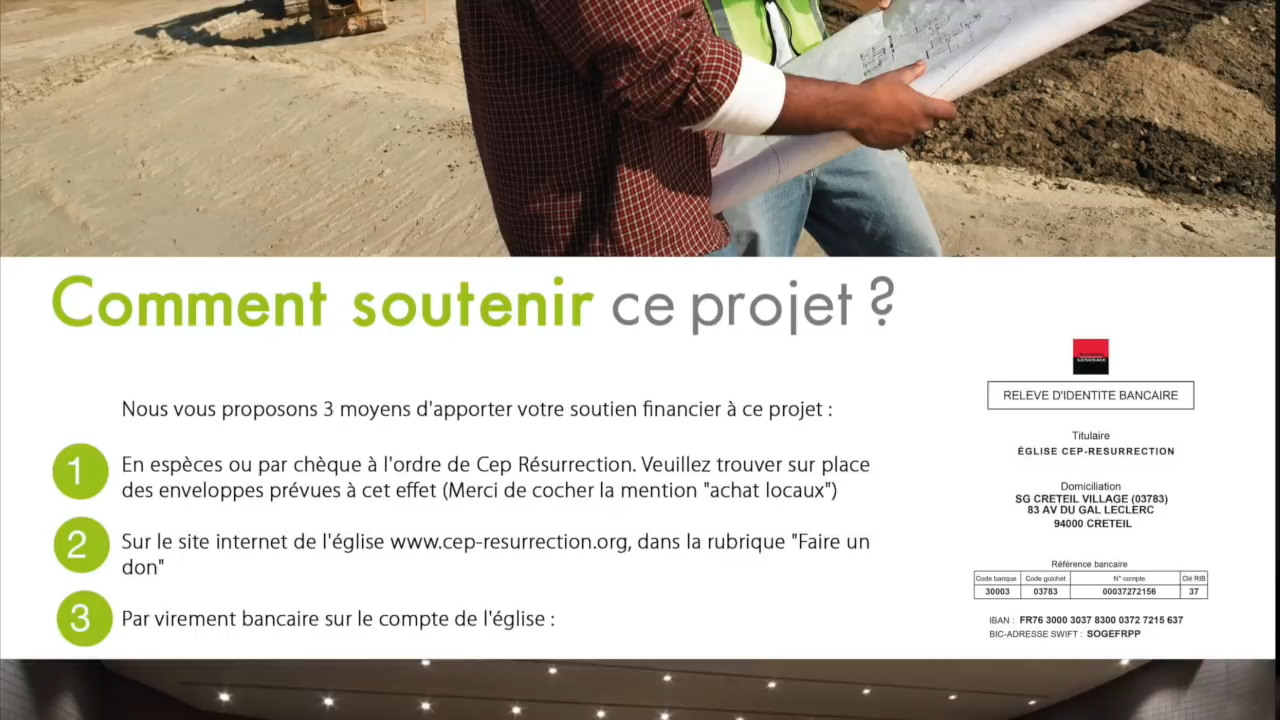 Comment soutenir ce projet ?
Nous vous proposons 3 moyens d'apporter votre soutien financier à ce projet :
1 En espèces ou par chèque à l'ordre de Cep Résurrection. Veuillez trouver sur place
des enveloppes prévues à cet effet (Merci de cocher la mention "achat locaux")
2 Sur le site internet de l'église www.cep-resurrection.org, dans la rubrique "Faire un
don"
3 Par virement bancaire sur le compte de l'église :
RELEVE D'IDENTITE BANCAIRE
Titulaire
ÉGLISE CEP-RESURRECTION
Domiciliation
SG CRETEIL VILLAGE (03783)
83 AV DU GAL LECLERC
94000 CRETEIL
Référence bancaire
Code banque Code guichet N° compte Clé RIB
30003 03783 00037272156 37
IBAN : FR76 3000 3037 8300 0372 7215 637
BIC-ADRESSE SWIFT : SOGEFRPP